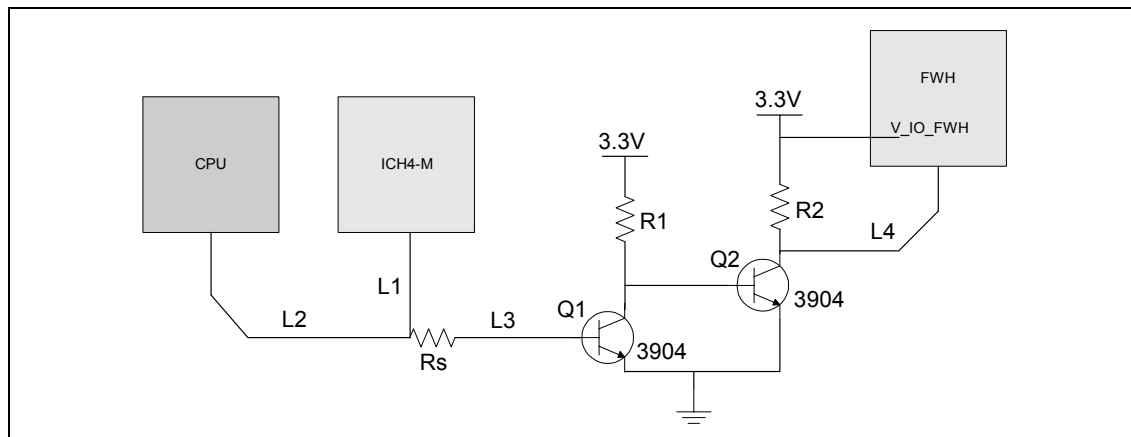 FWH
3.3V
V_IO_FWH
3.3V
CPU
ICH4-M
R1
R2
L4
Q2
L1
3904
L2
L3
Q1
Rs
3904